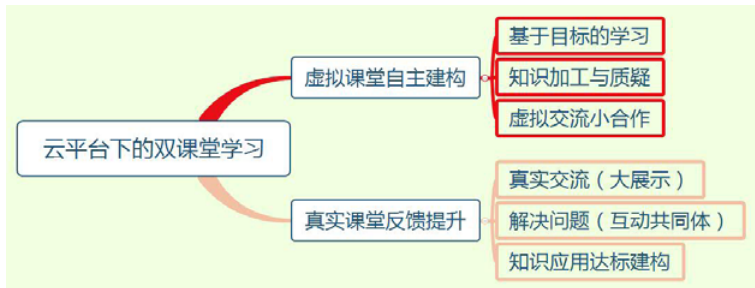 云平台下的双课堂学习
虚拟课堂自主建构
基于目标的学习
知识加工与质疑
虚拟交流小合作
真实课堂反馈提升
真实交流（大展示）
解决问题（互动共同体）
知识应用达标建构